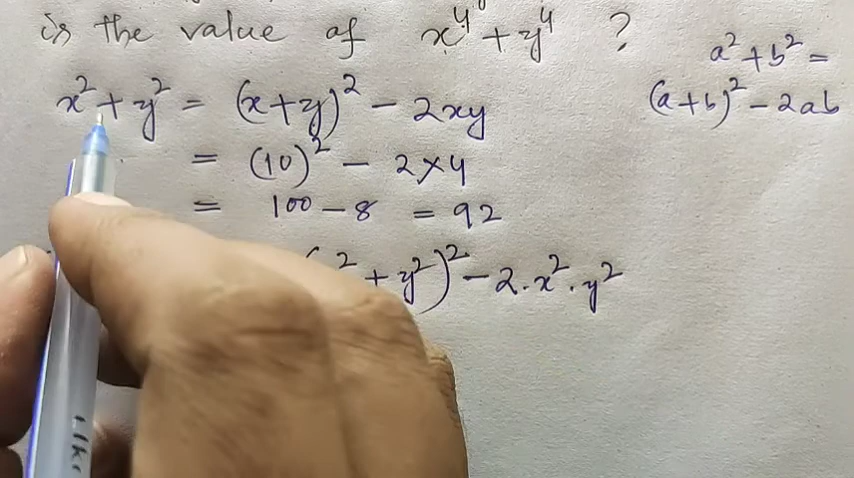 is the value of x⁴ + y⁴ ?
a² + b² =
(a+b)² - 2ab
x² + y² = (x+y)² - 2xy
= (10)² - 2×4
= 100 - 8 = 92
² + y²)² - 2.x².y²